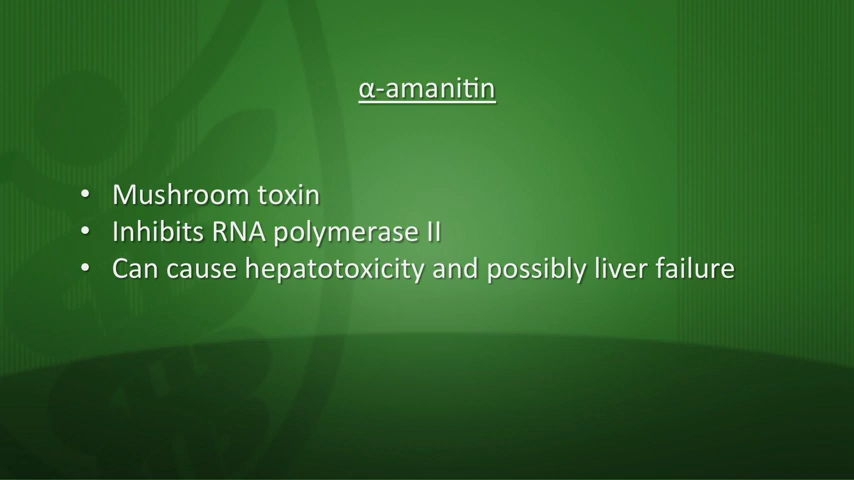 α-amanitin
• Mushroom toxin
• Inhibits RNA polymerase II
• Can cause hepatotoxicity and possibly liver failure